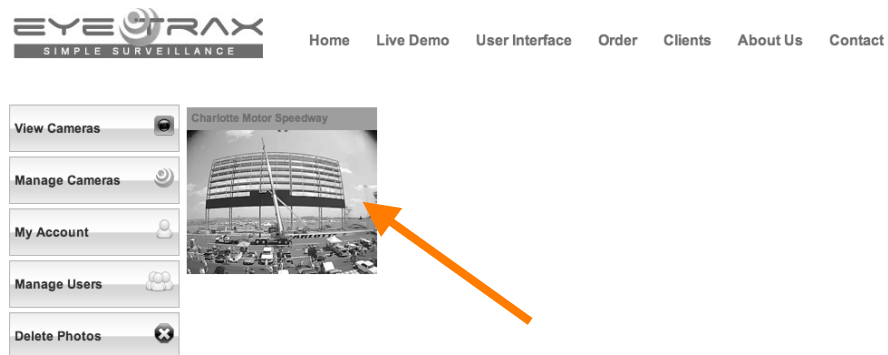 EYETRAX
SIMPLE SURVEILLANCE
Home Live Demo User Interface Order Clients About Us Contact
View Cameras
Manage Cameras
My Account
Manage Users
Delete Photos
Charlotte Motor Speedway